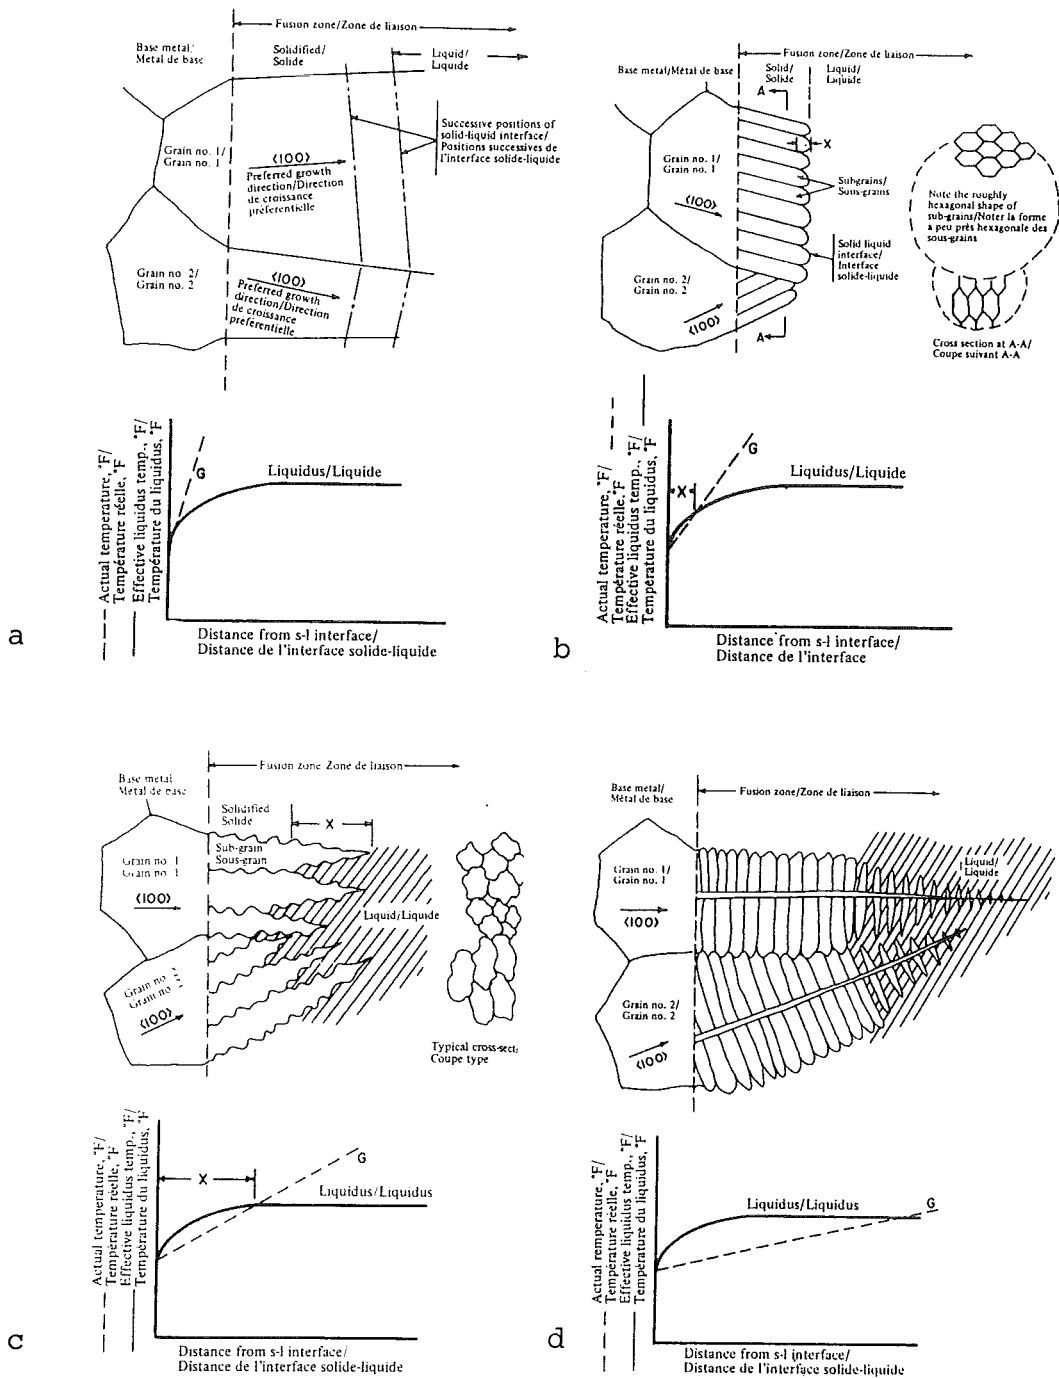 Fusion zone/Zone de liaison
Base metal/
Métal de base
Solidified/
Solide
Liquid/
Liquide
Successive positions of
solid-liquid interface/
Positions successives de
l'interface solide-liquide
Grain no. 1/
Grain no. 1
⟨100⟩
Preferred growth
direction/Direction
de croissance
préférentielle
Grain no. 2/
Grain no. 2
⟨100⟩
Preferred growth
direction/Direction
de croissance
préférentielle
Actual temperature, °F/
Température réelle, °F
Effective liquidus temp., °F/
Température du liquidus, °F
G
Liquidus/Liquide
Distance from s-l interface/
Distance de l'interface solide-liquide
a
Fusion zone/Zone de liaison
Base metal/Métal de base
Solid/
Solide
Liquid/
Liquide
A
X
Grain no. 1/
Grain no. 1
⟨100⟩
Subgrains/
Sous-grains
Solid liquid
interface/
Interface
solide-liquide
Grain no. 2/
Grain no. 2
⟨100⟩
A
Note the roughly
hexagonal shape of
sub-grains/Noter la forme
a peu près hexagonale des
sous-grains
Cross section at A-A/
Coupe suivant A-A
Actual temperature, °F/
Température réelle, °F
Effective liquidus temp., °F/
Température du liquidus, °F
X
G
Liquidus/Liquide
Distance from s-l interface/
Distance de l'interface
b
Fusion zone Zone de liaison
Base metal
Metal de base
Solidified
Solide
X
Sub-grain
Sous-grain
Grain no. 1
Grain no. 1
⟨100⟩
Liquid/Liquide
Grain no. 2
Grain no. 2
⟨100⟩
Typical cross-sect:
Coupe type
Actual temperature, °F/
Température réelle, °F
Effective liquidus temp., °F/
Température du liquidus, °F
X
G
Liquidus/Liquidus
Distance from s-l interface/
Distance de l'interface solide-liquide
c
Base metal/
Métal de base
Fusion zone/Zone de liaison
Grain no. 1/
Grain no. 1
⟨100⟩
Liquid/
Liquide
Grain no. 2/
Grain no. 2
⟨100⟩
Actual remperature, °F/
Température réelle, °F
Effective liquidus temp., °F/
Température du liquidus, °F
Liquidus/Liquidus
G
Distance from s-l interface/
Distance de l'interface solide-liquide
d